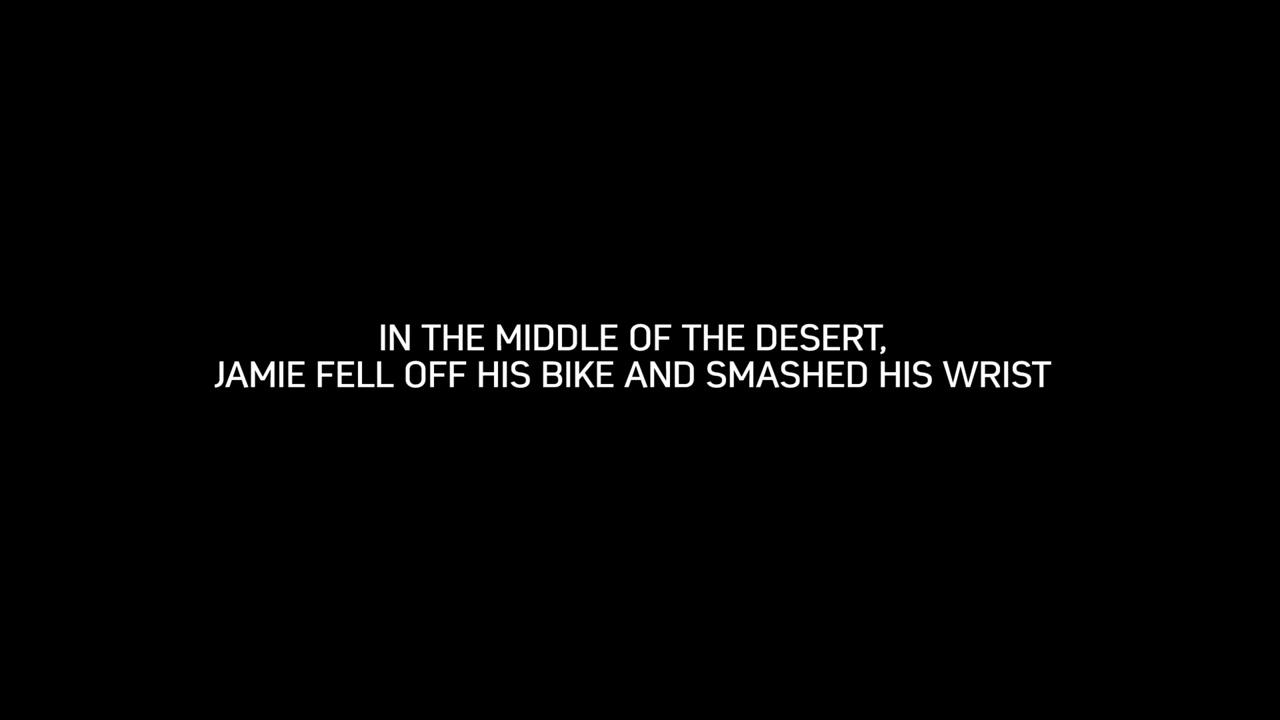 IN THE MIDDLE OF THE DESERT,
JAMIE FELL OFF HIS BIKE AND SMASHED HIS WRIST